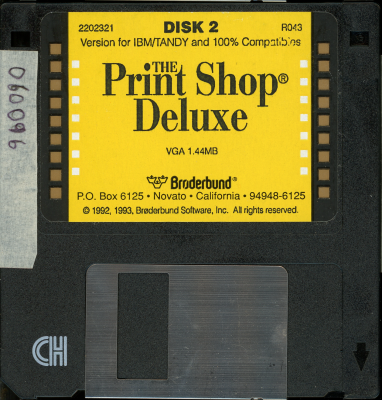 2202321 DISK 2 R043
Version for IBM/TANDY and 100% Compatibles
THE
Print Shop®
Deluxe
VGA 1.44MB
Brøderbund®
P.O. Box 6125 • Novato • California • 94948-6125
© 1992, 1993, Brøderbund Software, Inc. All rights reserved.
960090
CH